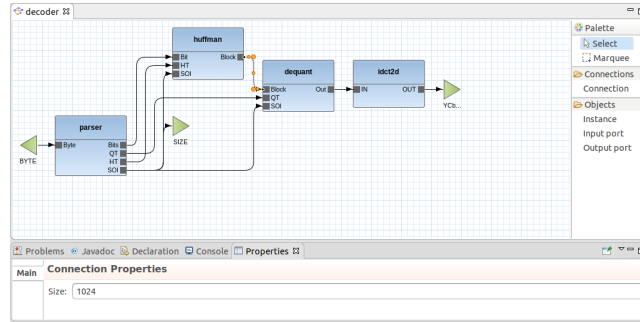 decoder
Palette
Select
Marquee
Connections
Connection
Objects
Instance
Input port
Output port
huffman
Bit
Block
HT
SOI
dequant
Block
Out
QT
SOI
idct2d
IN
OUT
YCb...
SIZE
parser
Byte
Bits
QT
HT
SOI
BYTE
Problems
Javadoc
Declaration
Console
Properties
Main
Connection Properties
Size:
1024